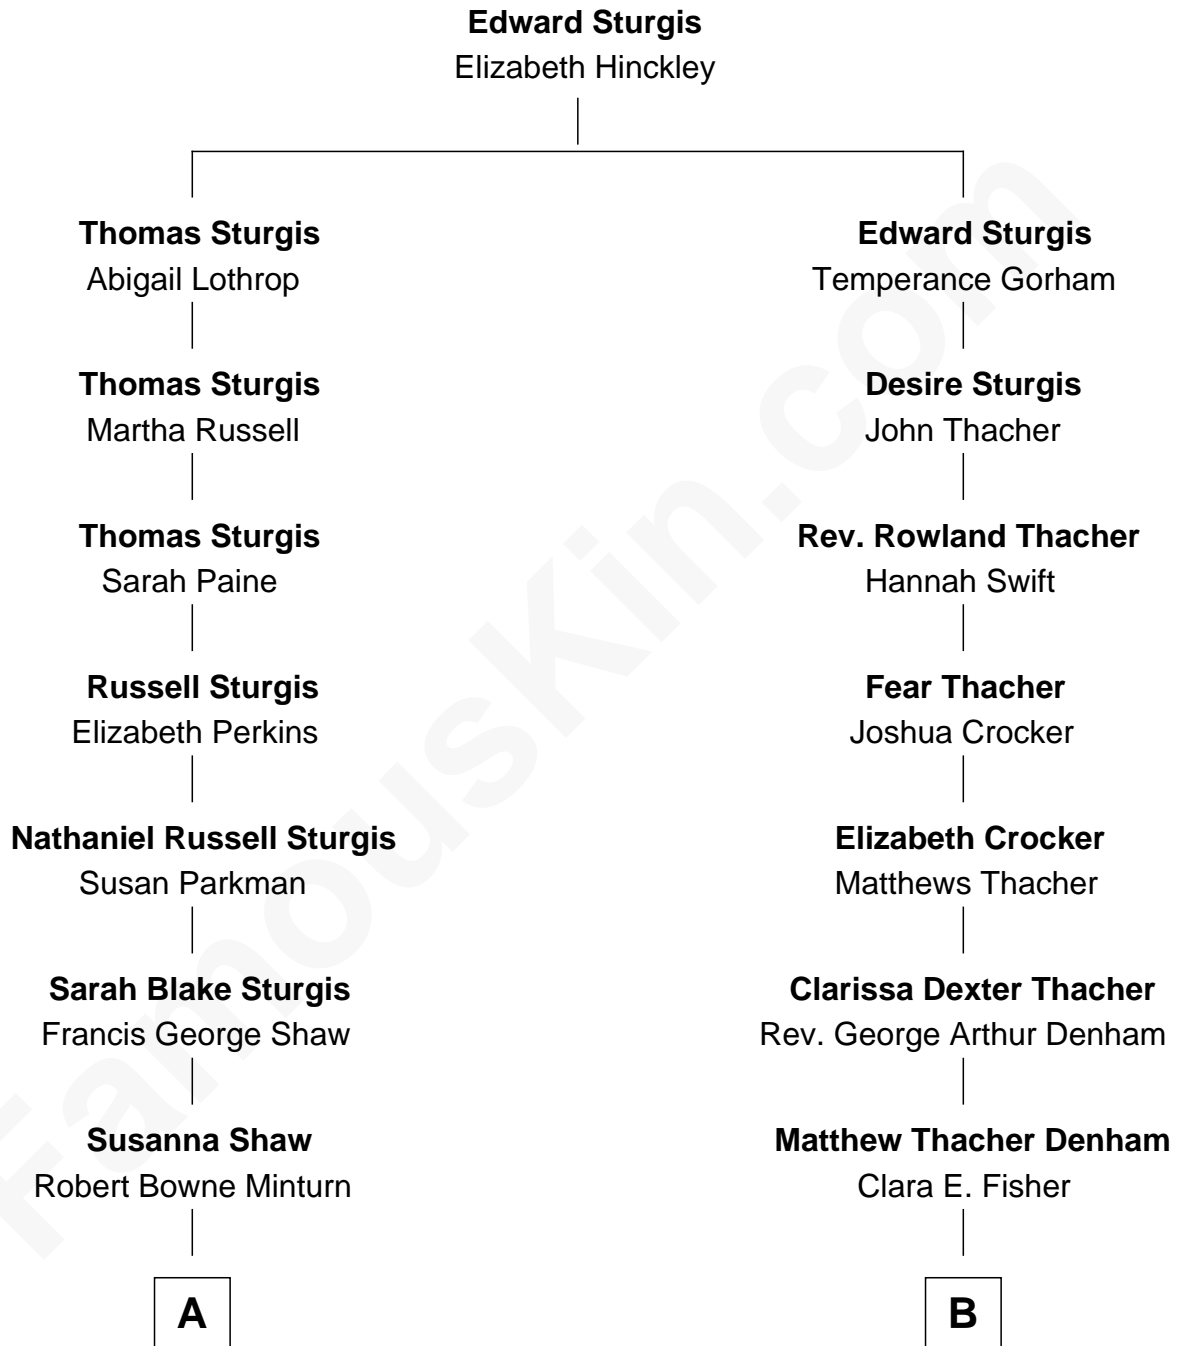 Edward Sturgis
Elizabeth Hinckley
Thomas Sturgis
Abigail Lothrop
Edward Sturgis
Temperance Gorham
Thomas Sturgis
Martha Russell
Desire Sturgis
John Thacher
Thomas Sturgis
Sarah Paine
Rev. Rowland Thacher
Hannah Swift
Russell Sturgis
Elizabeth Perkins
Fear Thacher
Joshua Crocker
Nathaniel Russell Sturgis
Susan Parkman
Elizabeth Crocker
Matthews Thacher
Sarah Blake Sturgis
Francis George Shaw
Clarissa Dexter Thacher
Rev. George Arthur Denham
Susanna Shaw
Robert Bowne Minturn
Matthew Thacher Denham
Clara E. Fisher
A
B
FamousKin.com